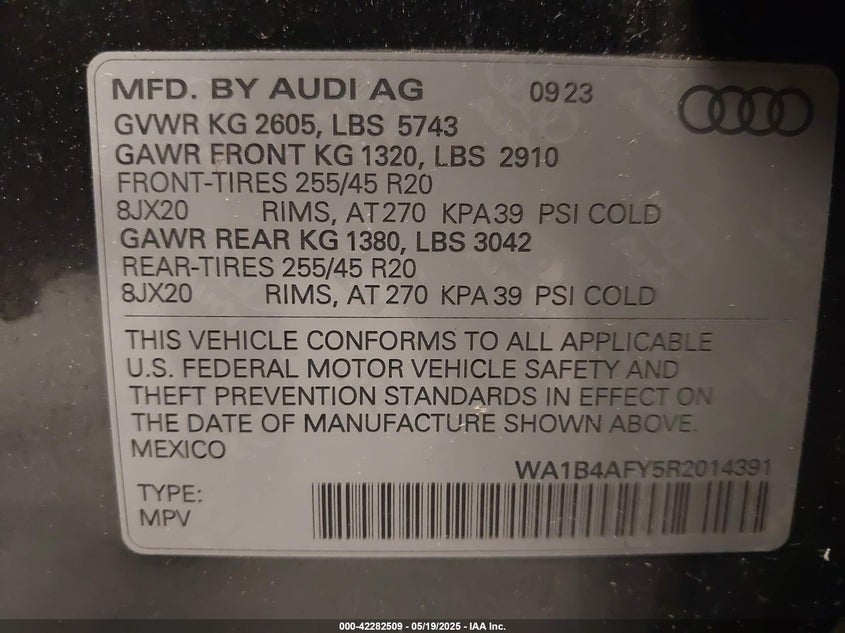 MFD. BY AUDI AG 09 23
GVWR KG 2605, LBS 5743
GAWR FRONT KG 1320, LBS 2910
FRONT-TIRES 255/45 R20
8JX20 RIMS, AT 270 KPA 39 PSI COLD
GAWR REAR KG 1380, LBS 3042
REAR-TIRES 255/45 R20
8JX20 RIMS, AT 270 KPA 39 PSI COLD
THIS VEHICLE CONFORMS TO ALL APPLICABLE
U.S. FEDERAL MOTOR VEHICLE SAFETY AND
THEFT PREVENTION STANDARDS IN EFFECT ON
THE DATE OF MANUFACTURE SHOWN ABOVE.
MEXICO
WA1B4AFY5R2014391
TYPE:
MPV
000-42282509 - 05/19/2025 - IAA Inc.